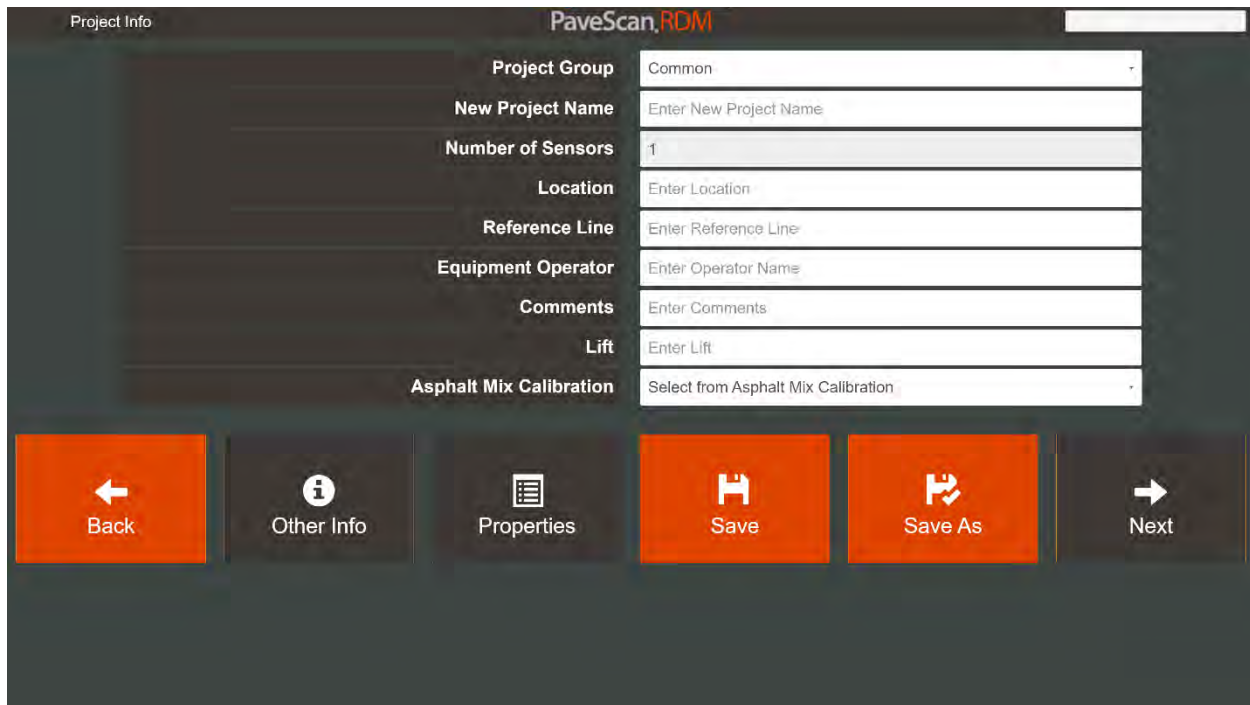 Project Info
PaveScan RDM
Project Group Common
New Project Name Enter New Project Name
Number of Sensors 1
Location Enter Location
Reference Line Enter Reference Line
Equipment Operator Enter Operator Name
Comments Enter Comments
Lift Enter Lift
Asphalt Mix Calibration Select from Asphalt Mix Calibration
Back Other Info Properties Save Save As Next